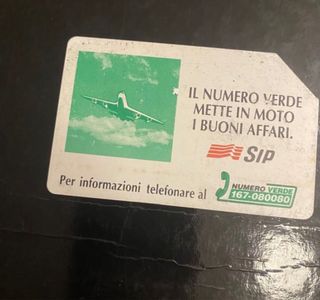 IL NUMERO VERDE
METTE IN MOTO
I BUONI AFFARI.
SIP
Per informazioni telefonare al
NUMERO VERDE
167-080080